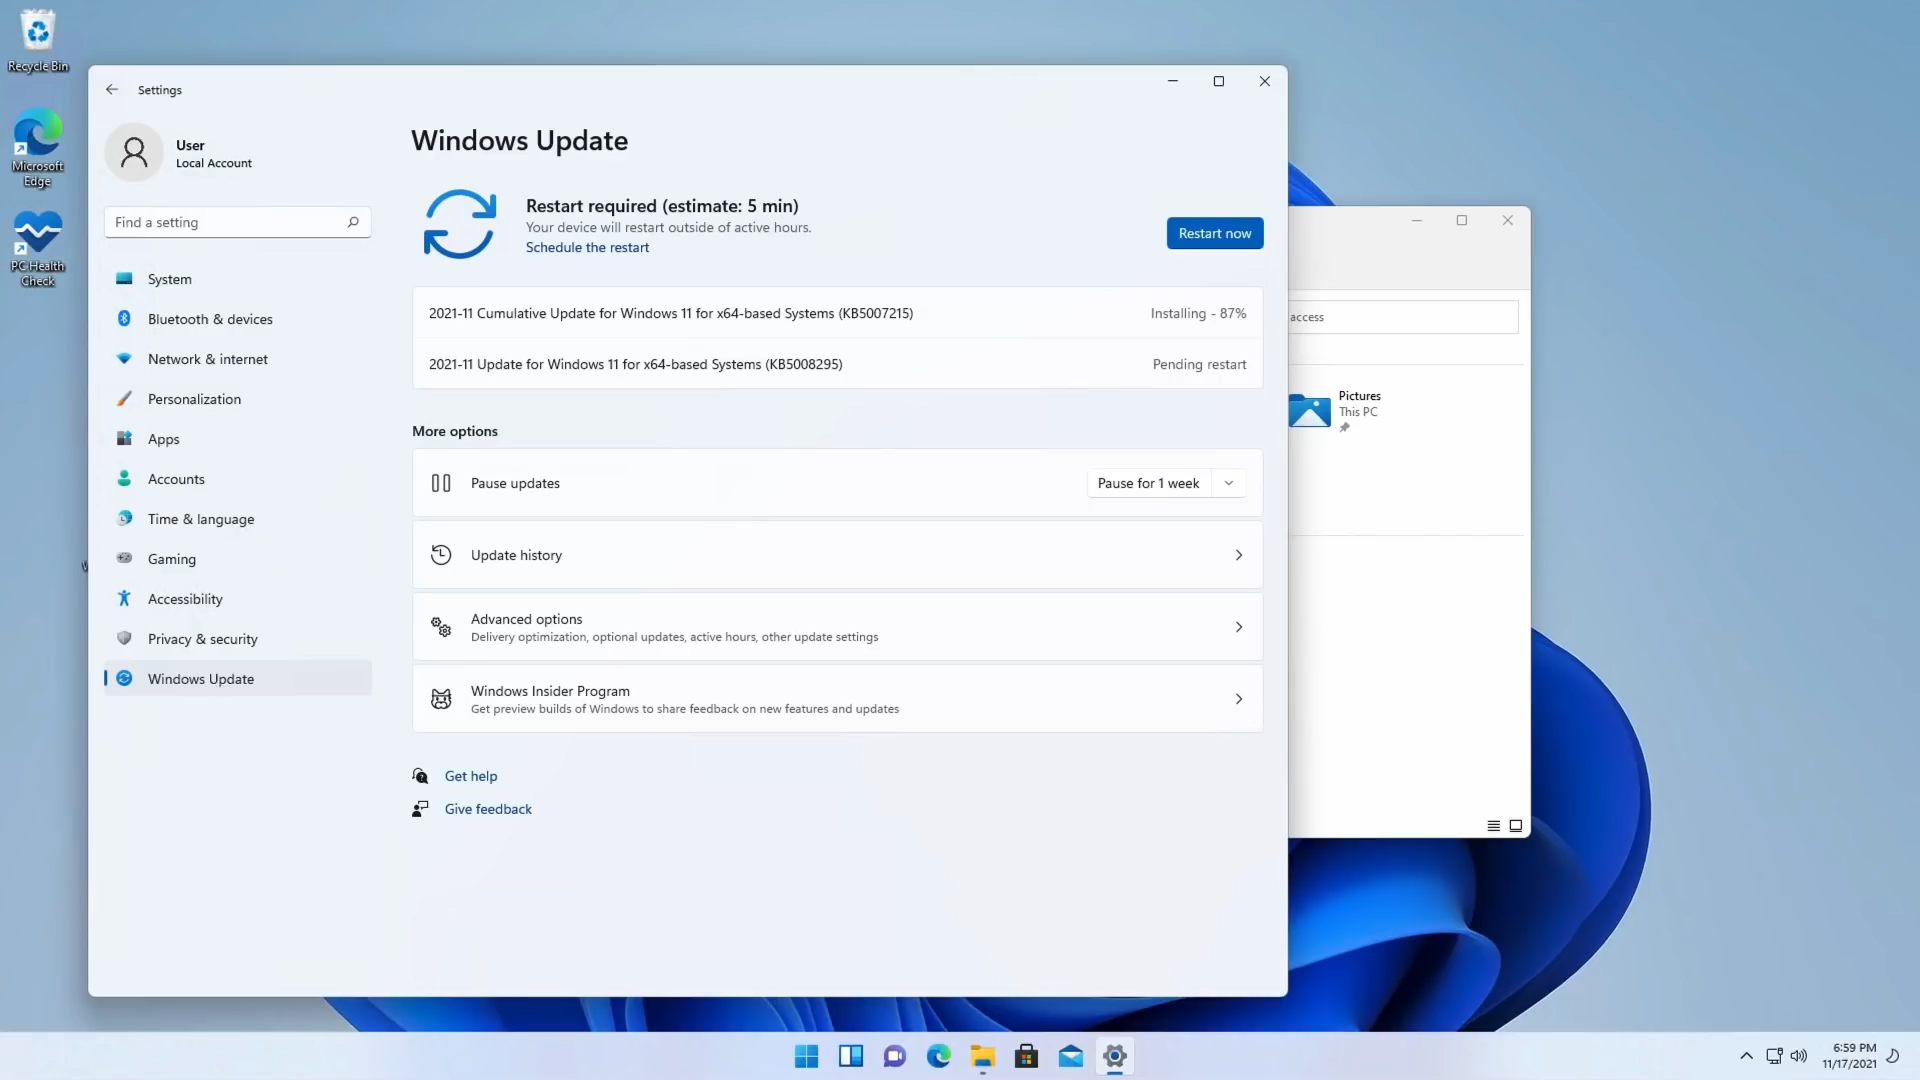 Recycle Bin
Microsoft
Edge
PC Health
Check
Settings
User
Local Account
Find a setting
System
Bluetooth & devices
Network & internet
Personalization
Apps
Accounts
Time & language
Gaming
Accessibility
Privacy & security
Windows Update
Windows Update
Restart required (estimate: 5 min)
Your device will restart outside of active hours.
Schedule the restart
Restart now
2021-11 Cumulative Update for Windows 11 for x64-based Systems (KB5007215)
Installing - 87%
2021-11 Update for Windows 11 for x64-based Systems (KB5008295)
Pending restart
More options
Pause updates
Pause for 1 week
Update history
Advanced options
Delivery optimization, optional updates, active hours, other update settings
Windows Insider Program
Get preview builds of Windows to share feedback on new features and updates
Get help
Give feedback
access
Pictures
This PC
6:59 PM
11/17/2021